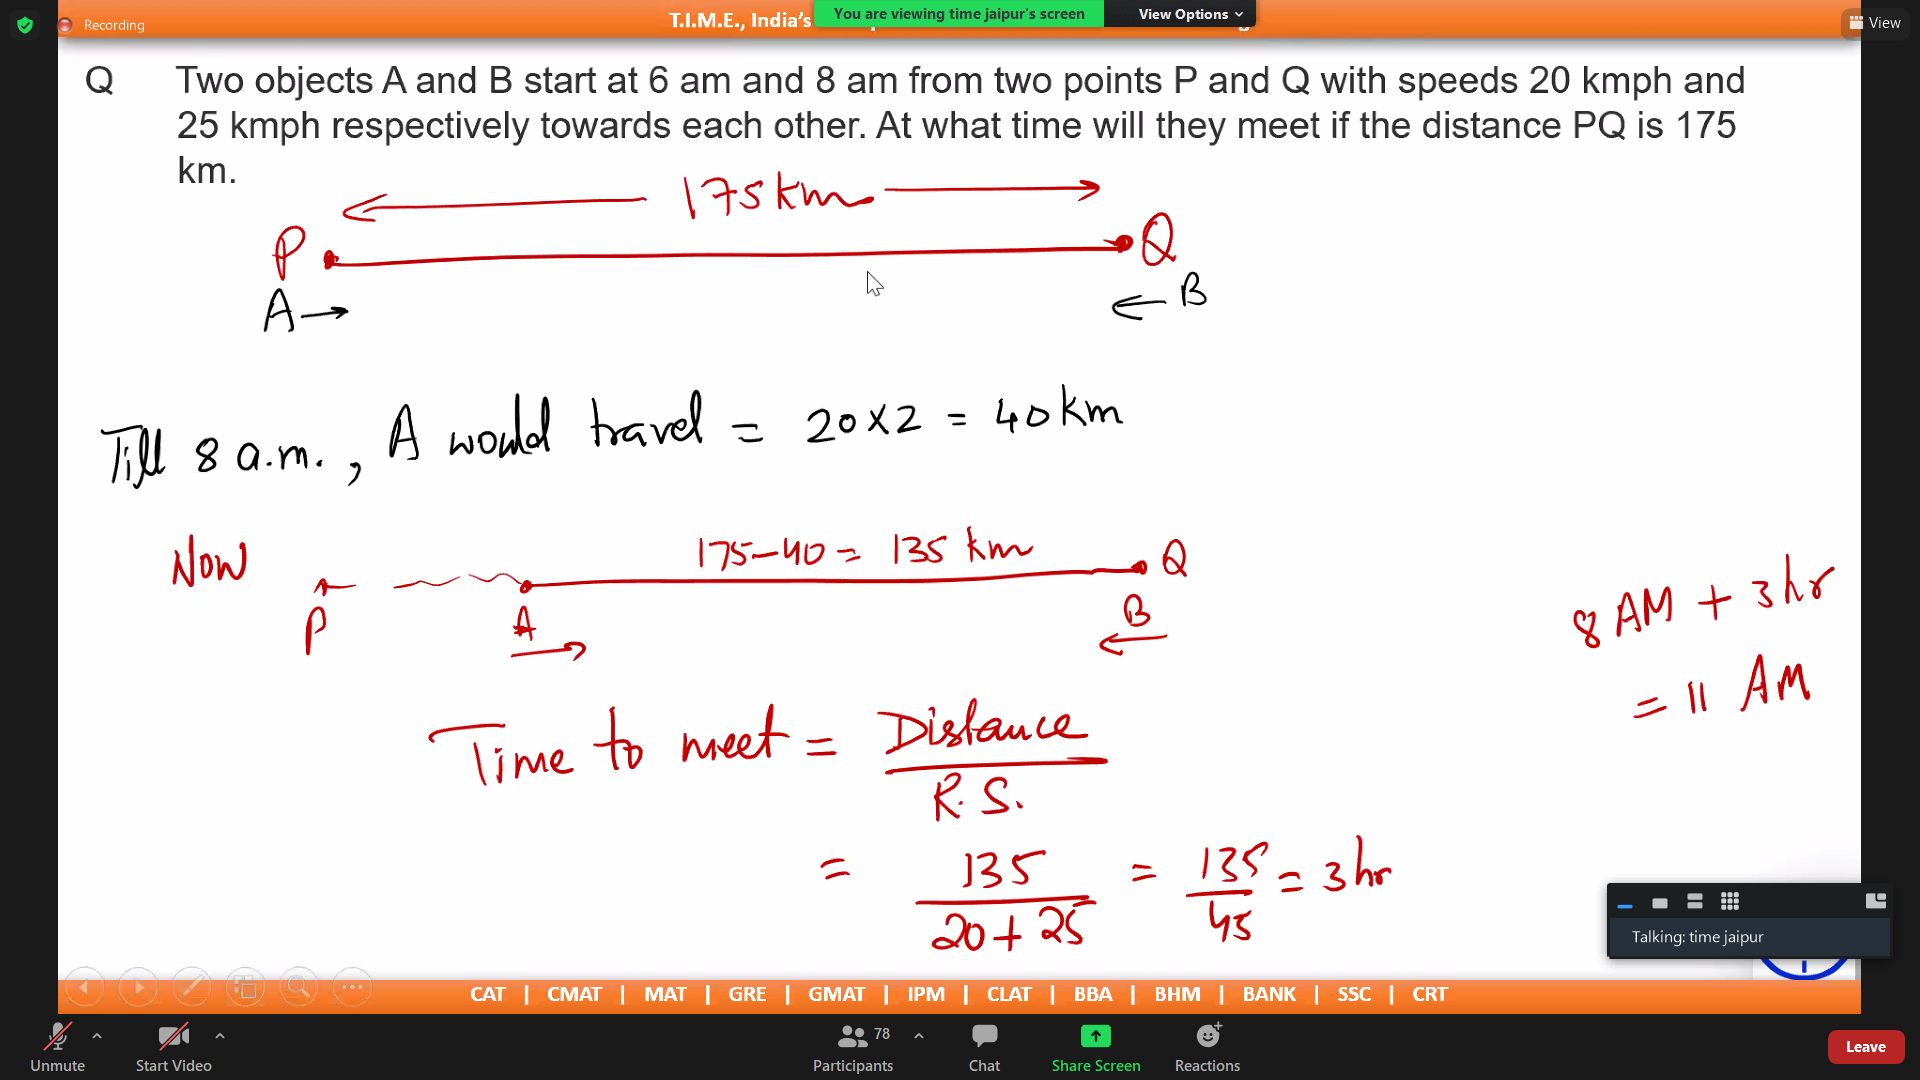 Recording
T.I.M.E., India's
You are viewing time jaipur's screen
View Options
View
Q Two objects A and B start at 6 am and 8 am from two points P and Q with speeds 20 kmph and
25 kmph respectively towards each other. At what time will they meet if the distance PQ is 175
km.
175 km
P Q
A → ← B
Till 8 a.m., A would travel = 20 x 2 = 40 km
Now
175-40 = 135 km
P A B Q
8 AM + 3 hr
= 11 AM
Time to meet = Distance
R.S.
= 135 = 135 = 3 hr
20 + 25 45
Talking: time jaipur
CAT | CMAT | MAT | GRE | GMAT | IPM | CLAT | BBA | BHM | BANK | SSC | CRT
Unmute
Start Video
78
Participants
Chat
Share Screen
Reactions
Leave